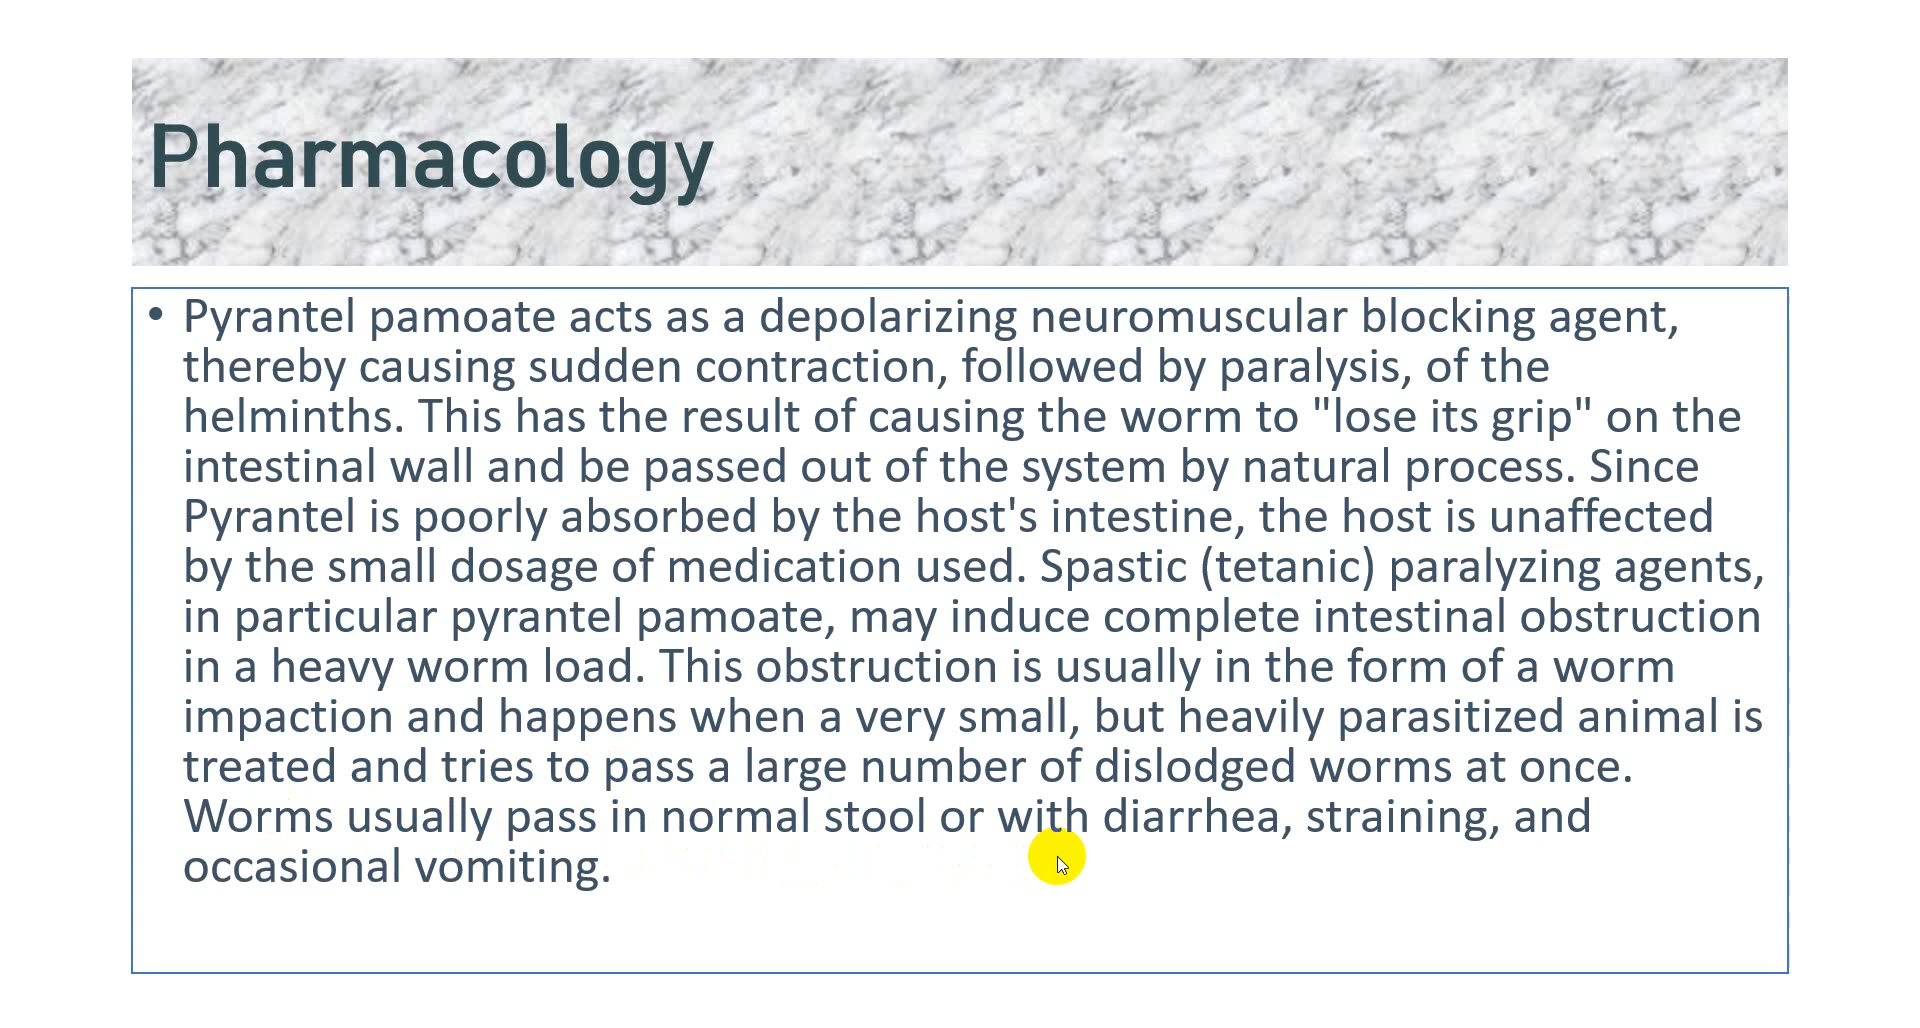 Pharmacology
• Pyrantel pamoate acts as a depolarizing neuromuscular blocking agent,
thereby causing sudden contraction, followed by paralysis, of the
helminths. This has the result of causing the worm to "lose its grip" on the
intestinal wall and be passed out of the system by natural process. Since
Pyrantel is poorly absorbed by the host's intestine, the host is unaffected
by the small dosage of medication used. Spastic (tetanic) paralyzing agents,
in particular pyrantel pamoate, may induce complete intestinal obstruction
in a heavy worm load. This obstruction is usually in the form of a worm
impaction and happens when a very small, but heavily parasitized animal is
treated and tries to pass a large number of dislodged worms at once.
Worms usually pass in normal stool or with diarrhea, straining, and
occasional vomiting.